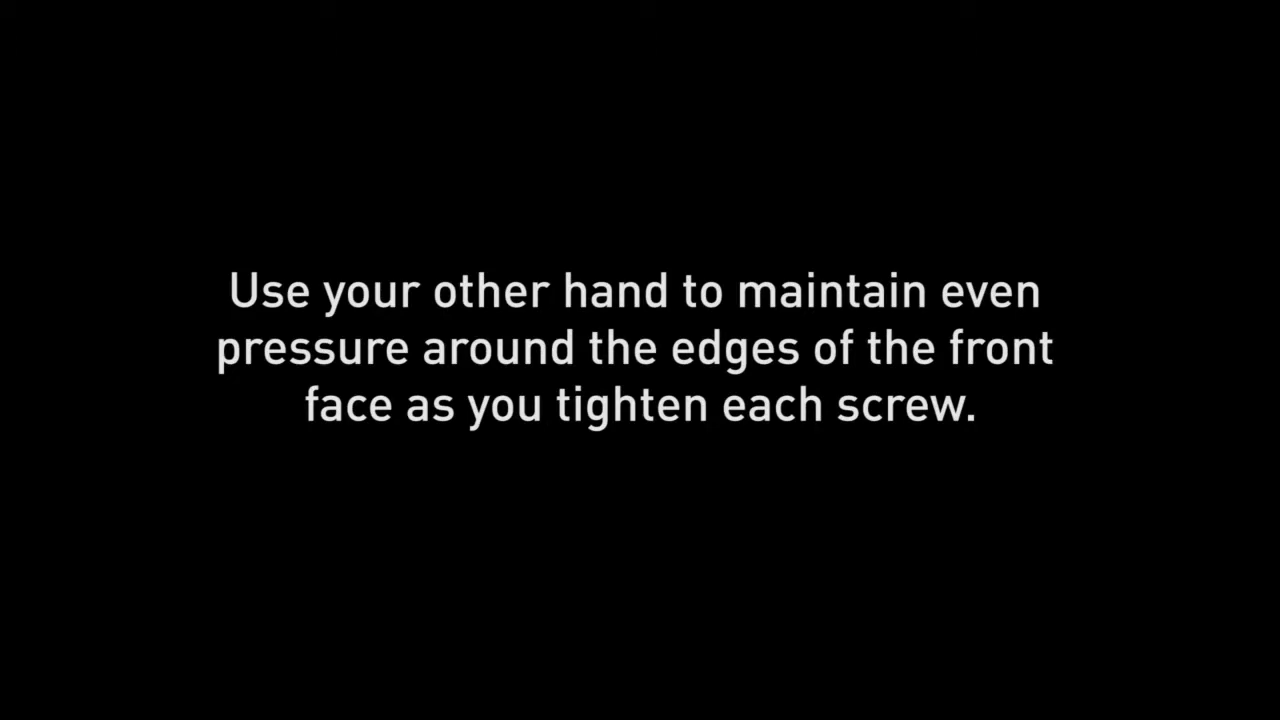 Use your other hand to maintain even
pressure around the edges of the front
face as you tighten each screw.